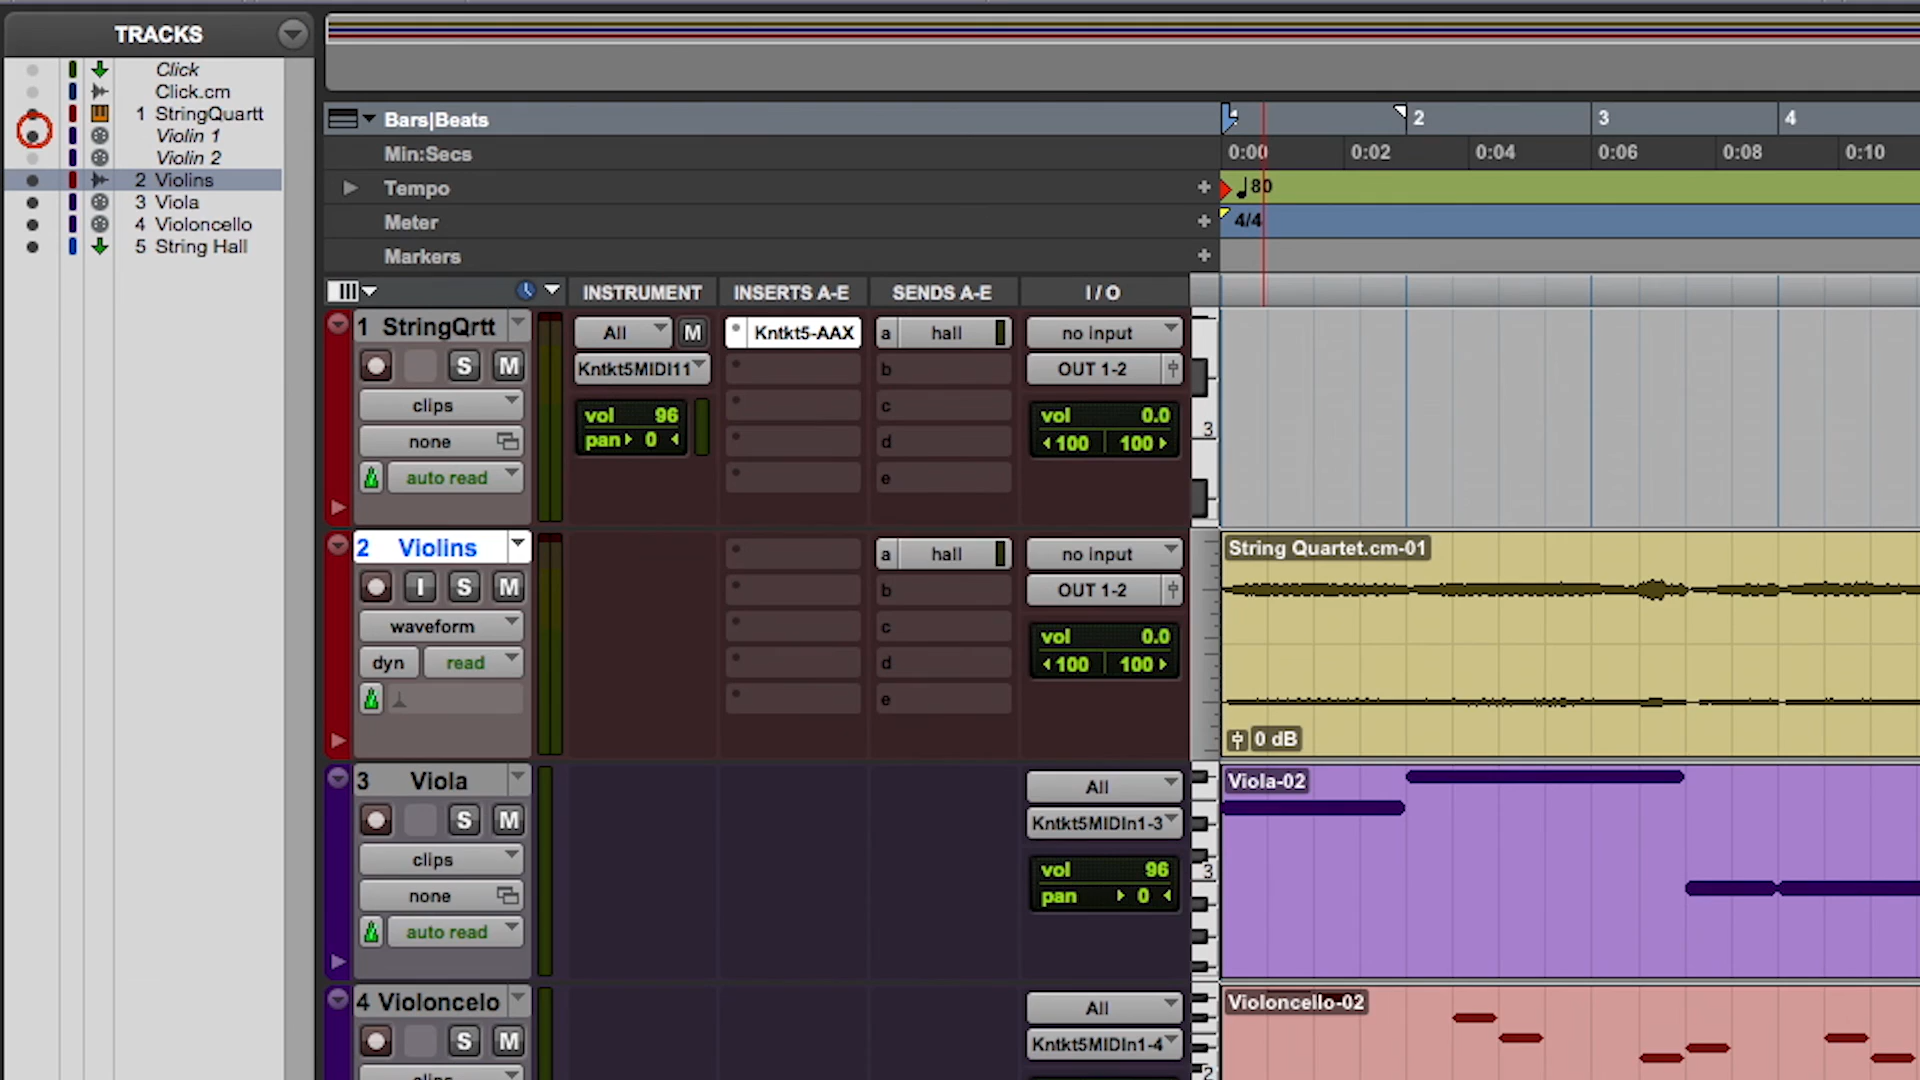 TRACKS
Click
Click.cm
1 StringQuartt
Violin 1
Violin 2
2 Violins
3 Viola
4 Violoncello
5 String Hall
Bars|Beats
1 2 3 4
Min:Secs
0:00 0:02 0:04 0:06 0:08 0:10
Tempo + 80
Meter + 4/4
Markers +
INSTRUMENT INSERTS A-E SENDS A-E I / O
1 StringQrtt
All M Kntkt5-AAX a hall no input
S M Kntkt5MIDI11 b OUT 1-2
clips vol 96 c vol 0.0
none pan 0 d 100 100 3
auto read e
2 Violins a hall no input String Quartet.cm-01
I S M b OUT 1-2
waveform c vol 0.0
dyn read d 100 100
e
0 dB
3 Viola All Viola-02
S M Kntkt5MIDIn1-3
clips vol 96 3
none pan 0
auto read
4 Violoncelo All Violoncello-02
S M Kntkt5MIDIn1-4
clips 2